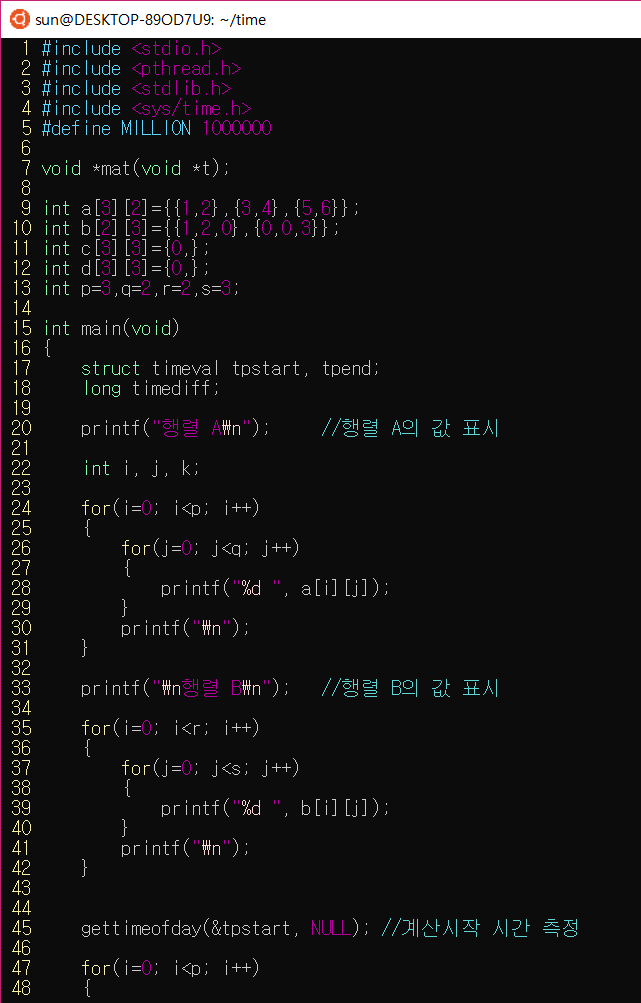 sun@DESKTOP-89OD7U9: ~/time
1 #include <stdio.h>
2 #include <pthread.h>
3 #include <stdlib.h>
4 #include <sys/time.h>
5 #define MILLION 1000000
6
7 void *mat(void *t);
8
9 int a[3][2]={{1,2},{3,4},{5,6}};
10 int b[2][3]={{1,2,0},{0,0,3}};
11 int c[3][3]={0,};
12 int d[3][3]={0,};
13 int p=3,q=2,r=2,s=3;
14
15 int main(void)
16 {
17     struct timeval tpstart, tpend;
18     long timediff;
19
20     printf("행렬 A₩n");     //행렬 A의 값 표시
21
22     int i, j, k;
23
24     for(i=0; i<p; i++)
25     {
26         for(j=0; j<q; j++)
27         {
28             printf("%d ", a[i][j]);
29         }
30         printf("₩n");
31     }
32
33     printf("₩n행렬 B₩n");   //행렬 B의 값 표시
34
35     for(i=0; i<r; i++)
36     {
37         for(j=0; j<s; j++)
38         {
39             printf("%d ", b[i][j]);
40         }
41         printf("₩n");
42     }
43
44
45     gettimeofday(&tpstart, NULL); //계산시작 시간 측정
46
47     for(i=0; i<p; i++)
48     {